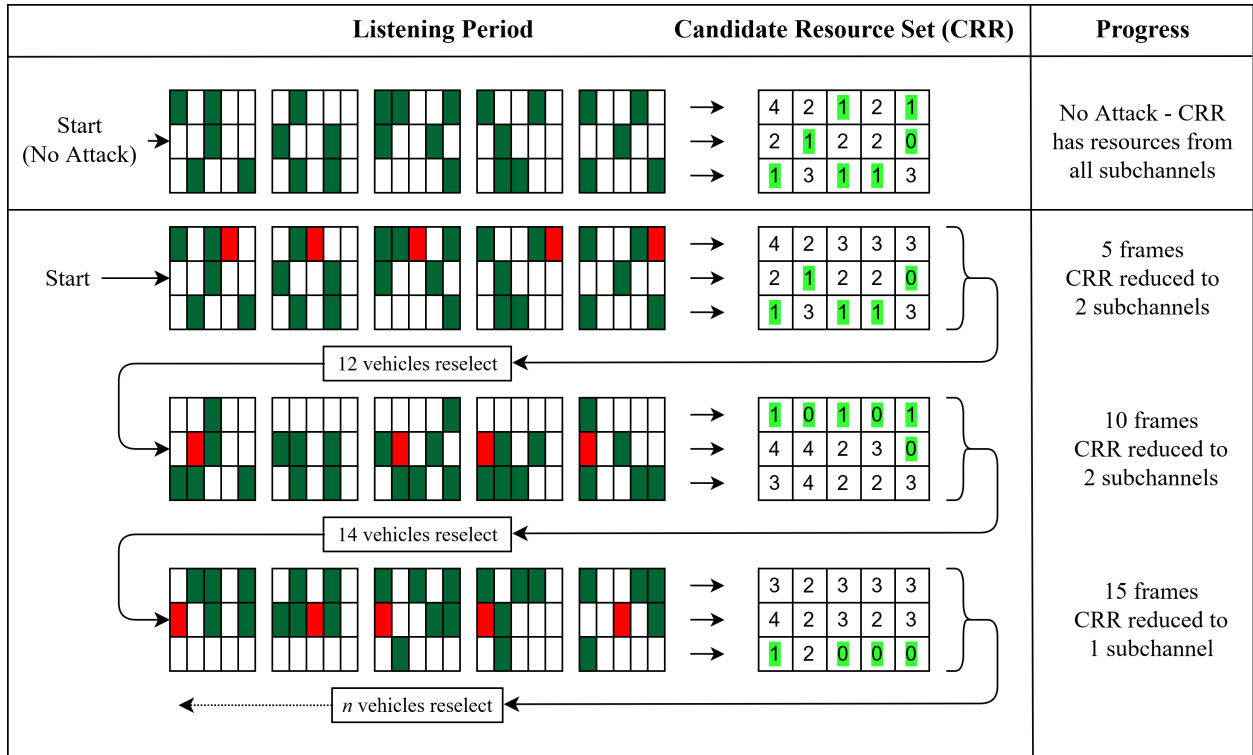 Listening Period
Candidate Resource Set (CRR)
Progress
Start
(No Attack)
4 2 1 2 1
2 1 2 2 0
1 3 1 1 3
No Attack - CRR
has resources from
all subchannels
Start
4 2 3 3 3
2 1 2 2 0
1 3 1 1 3
5 frames
CRR reduced to
2 subchannels
12 vehicles reselect
1 0 1 0 1
4 4 2 3 0
3 4 2 2 3
10 frames
CRR reduced to
2 subchannels
14 vehicles reselect
3 2 3 3 3
4 2 3 2 3
1 2 0 0 0
15 frames
CRR reduced to
1 subchannel
n vehicles reselect